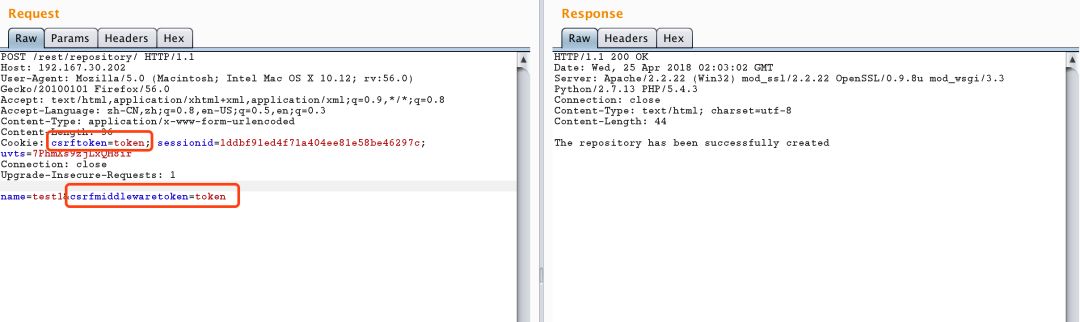 Request
Raw Params Headers Hex
POST /rest/repository/ HTTP/1.1
Host: 192.167.30.202
User-Agent: Mozilla/5.0 (Macintosh; Intel Mac OS X 10.12; rv:56.0)
Gecko/20100101 Firefox/56.0
Accept: text/html,application/xhtml+xml,application/xml;q=0.9,*/*;q=0.8
Accept-Language: zh-CN,zh;q=0.8,en-US;q=0.5,en;q=0.3
Content-Type: application/x-www-form-urlencoded
Content-Length: 36
Cookie: csrftoken=token; sessionid=1ddbf91ed4f71a404ee81e58be46297c;
uvts=7PhmXs9zjLxQH8if
Connection: close
Upgrade-Insecure-Requests: 1
name=test1&csrfmiddlewaretoken=token
Response
Raw Headers Hex
HTTP/1.1 200 OK
Date: Wed, 25 Apr 2018 02:03:02 GMT
Server: Apache/2.2.22 (Win32) mod_ssl/2.2.22 OpenSSL/0.9.8u mod_wsgi/3.3
Python/2.7.13 PHP/5.4.3
Connection: close
Content-Type: text/html; charset=utf-8
Content-Length: 44
The repository has been successfully created